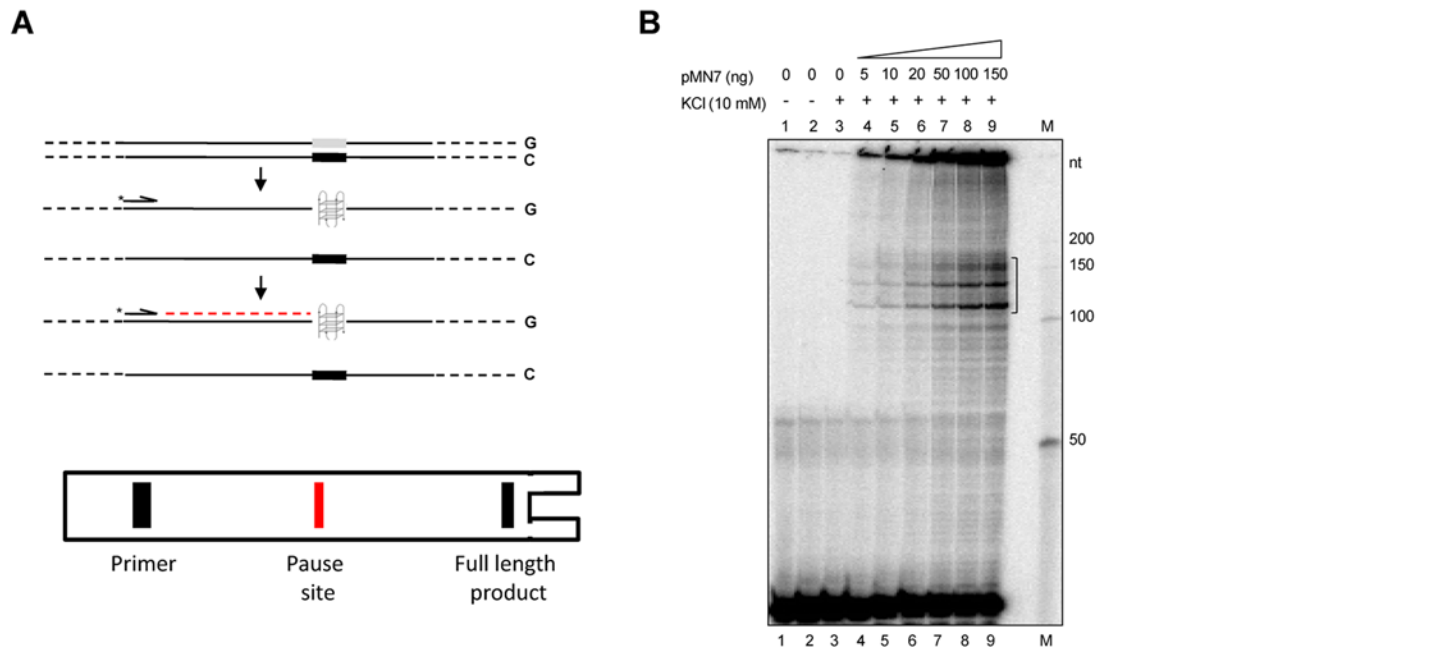 A
G
C
*
G
C
*
G
C
Primer
Pause
site
Full length
product
B
pMN7 (ng) 0 0 0 5 10 20 50 100 150
KCl (10 mM) - - + + + + + + +
1 2 3 4 5 6 7 8 9 M
nt
200
150
100
50
1 2 3 4 5 6 7 8 9 M